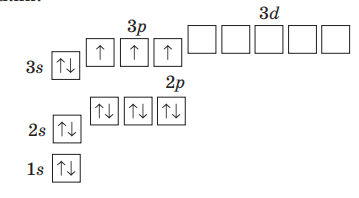 3d
3p
3s ↑↓ ↑ ↑ ↑
2p
2s ↑↓ ↑↓ ↑↓ ↑↓
1s ↑↓